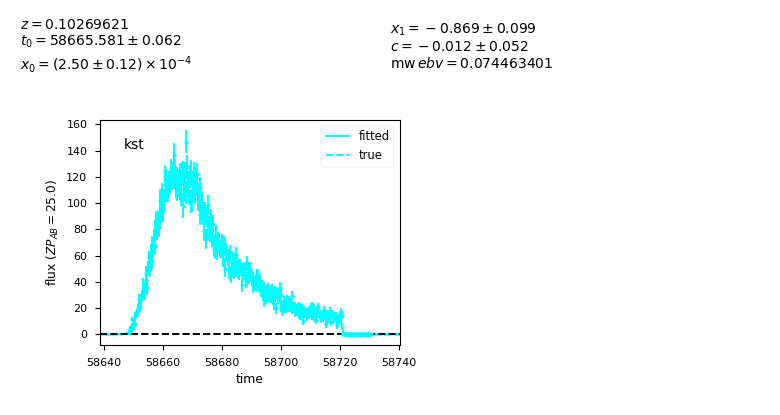 z = 0.10269621
t₀ = 58665.581 ± 0.062
x₀ = (2.50 ± 0.12) × 10⁻⁴
x₁ = −0.869 ± 0.099
c = −0.012 ± 0.052
mw ebv = 0.074463401
kst
fitted
true
flux (ZP_AB = 25.0)
160
140
120
100
80
60
40
20
0
58640 58660 58680 58700 58720 58740
time